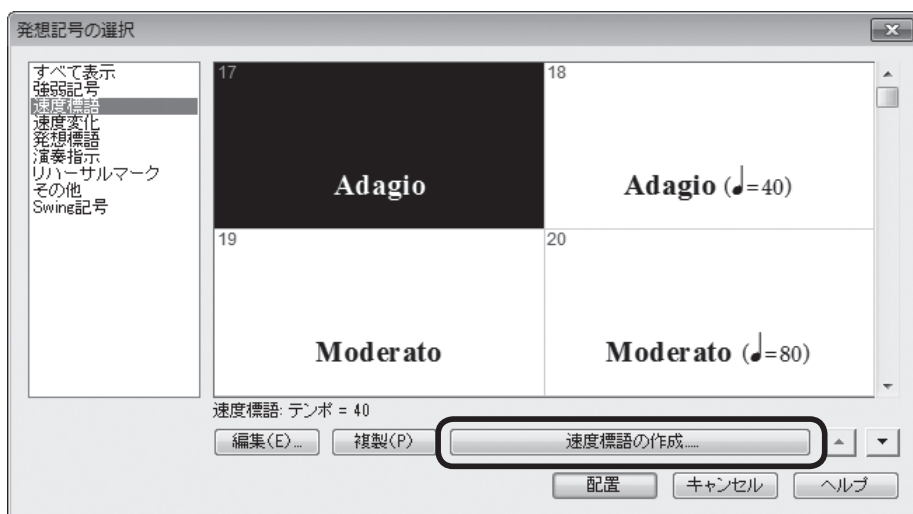 発想記号の選択
すべて表示
強弱記号
速度標語
速度変化
発想標語
演奏指示
リハーサルマーク
その他
Swing記号
17
Adagio
18
Adagio (♩=40)
19
Moderato
20
Moderato (♩=80)
速度標語: テンポ = 40
編集(E)...
複製(P)
速度標語の作成.....
配置
キャンセル
ヘルプ